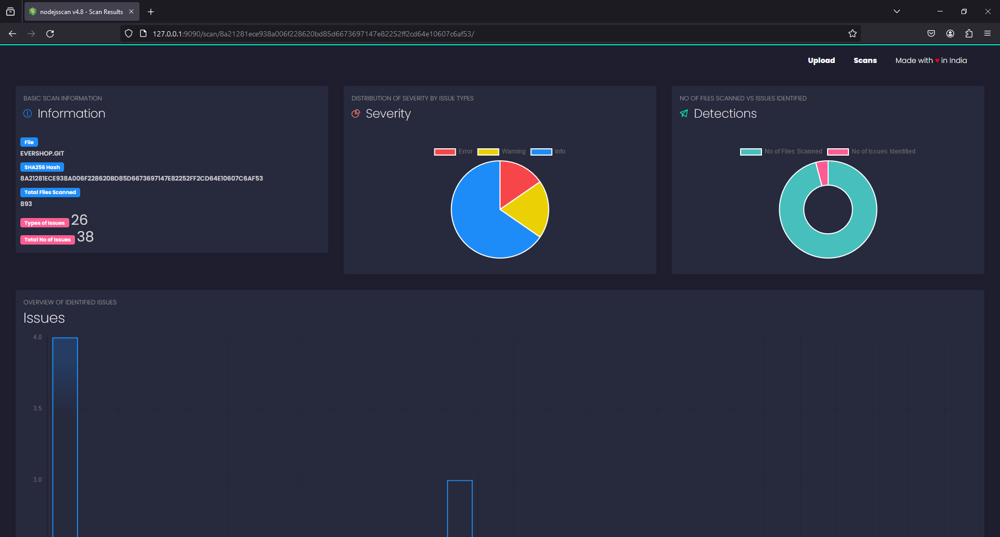 nodejsscan v4.8 - Scan Results
127.0.0.1:9090/scan/8a21281ece938a006f228620bd85d6673697147e82252ff2cd64e10607c6af53/
Upload Scans Made with ♥ in India
BASIC SCAN INFORMATION
Information
File
EVERSHOP.GIT
SHA256 Hash
8A21281ECE938A006F228620BD85D6673697147E82252FF2CD64E10607C6AF53
Total Files Scanned
893
Types of Issues 26
Total No of Issues 38
DISTRIBUTION OF SEVERITY BY ISSUE TYPES
Severity
Error Warning Info
NO OF FILES SCANNED VS ISSUES IDENTIFIED
Detections
No of Files Scanned No of Issues Identified
OVERVIEW OF IDENTIFIED ISSUES
Issues
4.0
3.5
3.0